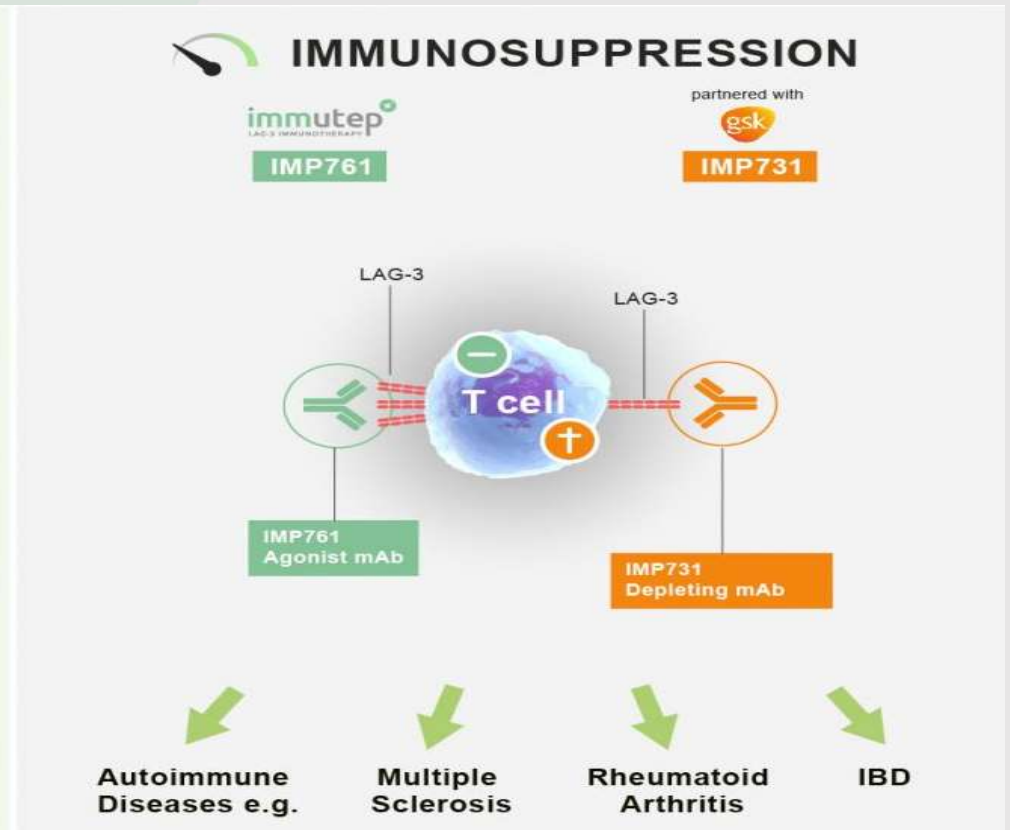 IMMUNOSUPPRESSION
immutep
LAG-3 IMMUNOTHERAPY
IMP761
partnered with
gsk
IMP731
LAG-3
LAG-3
T cell
IMP761
Agonist mAb
IMP731
Depleting mAb
Autoimmune
Diseases e.g.
Multiple
Sclerosis
Rheumatoid
Arthritis
IBD